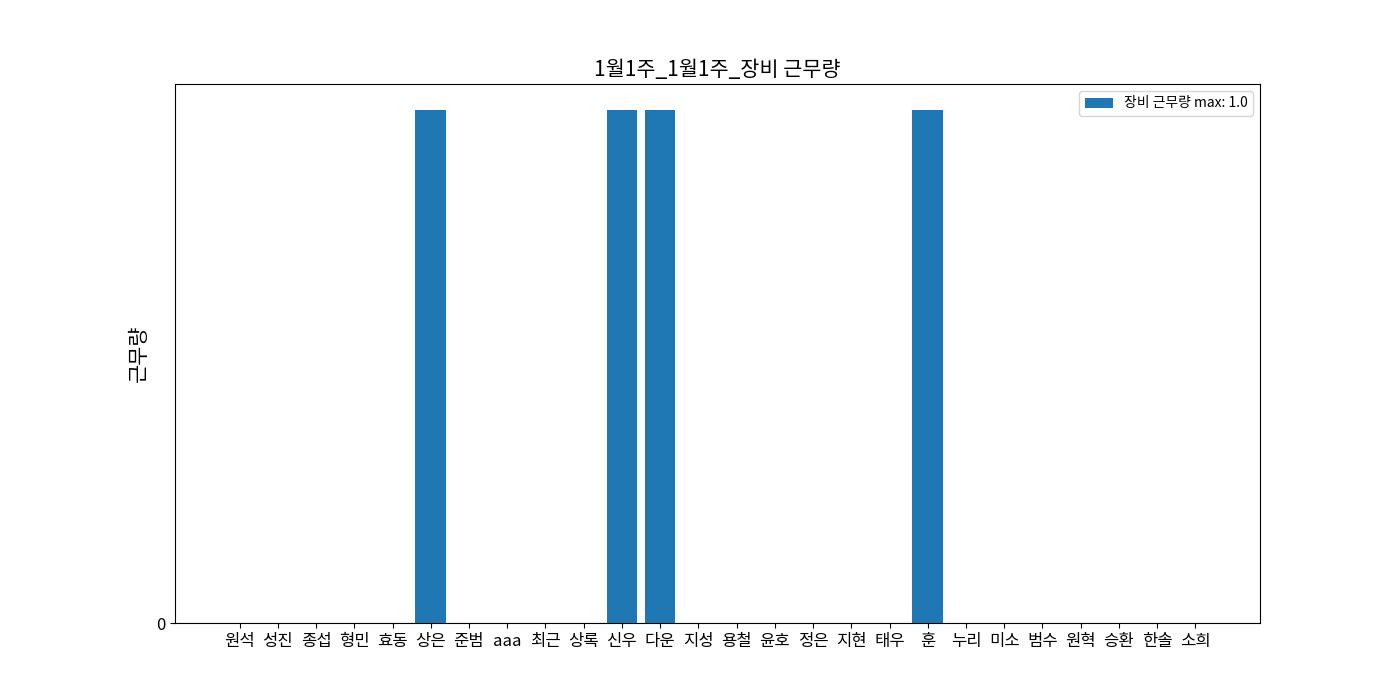 1월1주_1월1주_장비 근무량
장비 근무량 max: 1.0
근무량
0
원석 성진 종섭 형민 효동 상은 준범 aaa 최근 상록 신우 다운 지성 용철 윤호 정은 지현 태우 훈 누리 미소 범수 원혁 승환 한솔 소희